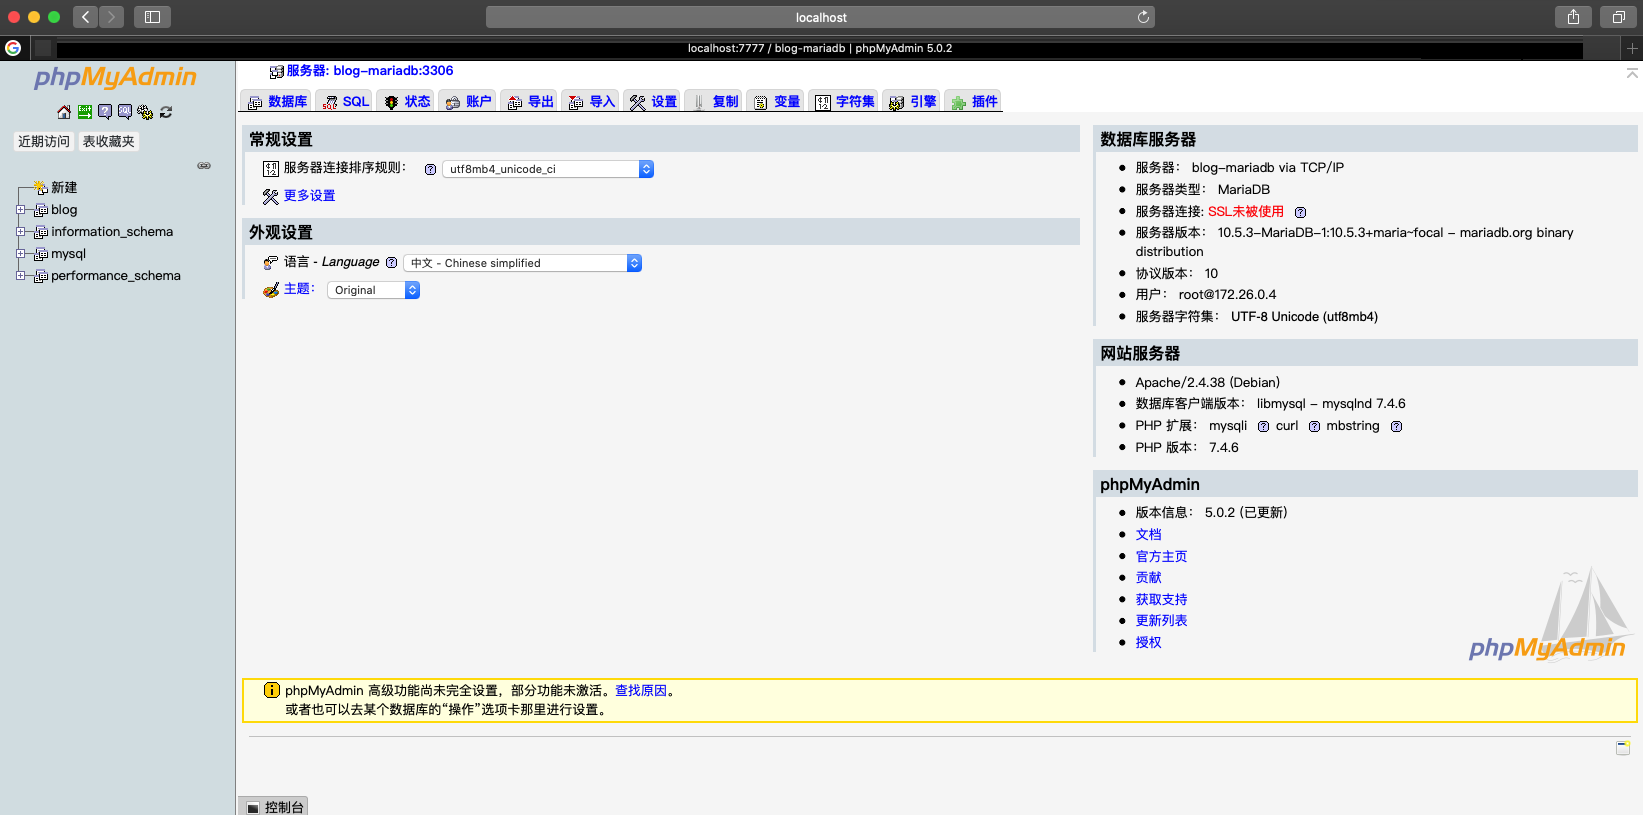 localhost
localhost:7777 / blog-mariadb | phpMyAdmin 5.0.2
phpMyAdmin
近期访问 表收藏夹
新建
blog
information_schema
mysql
performance_schema
服务器: blog-mariadb:3306
数据库 SQL 状态 账户 导出 导入 设置 复制 变量 字符集 引擎 插件
常规设置
服务器连接排序规则： utf8mb4_unicode_ci
更多设置
外观设置
语言 - Language 中文 - Chinese simplified
主题： Original
数据库服务器
服务器： blog-mariadb via TCP/IP
服务器类型： MariaDB
服务器连接: SSL未被使用
服务器版本： 10.5.3-MariaDB-1:10.5.3+maria~focal - mariadb.org binary
distribution
协议版本： 10
用户： root@172.26.0.4
服务器字符集： UTF-8 Unicode (utf8mb4)
网站服务器
Apache/2.4.38 (Debian)
数据库客户端版本： libmysql - mysqlnd 7.4.6
PHP 扩展： mysqli curl mbstring
PHP 版本： 7.4.6
phpMyAdmin
版本信息： 5.0.2 (已更新)
文档
官方主页
贡献
获取支持
更新列表
授权
phpMyAdmin
phpMyAdmin 高级功能尚未完全设置，部分功能未激活。查找原因。
或者也可以去某个数据库的“操作”选项卡那里进行设置。
控制台